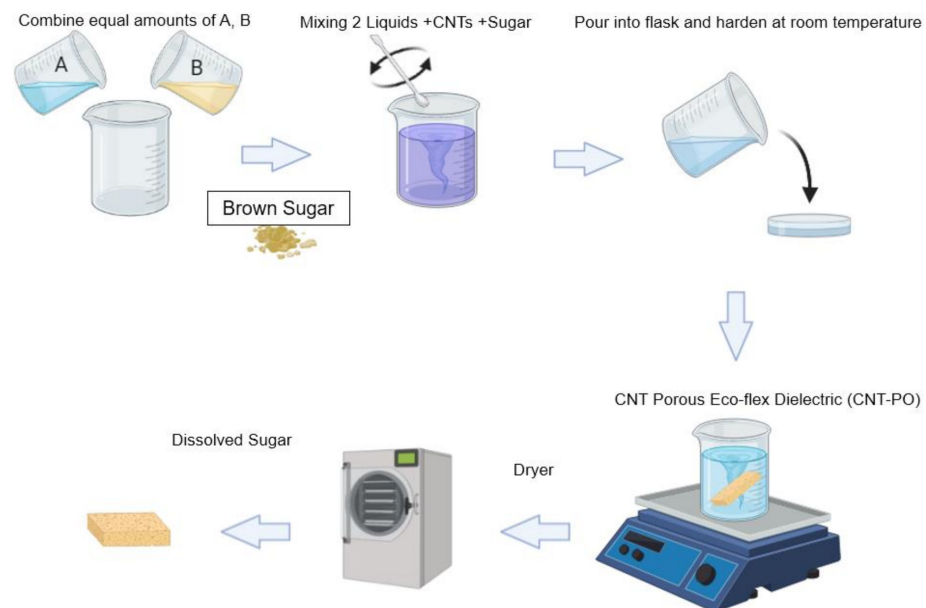 Combine equal amounts of A, B
Mixing 2 Liquids +CNTs +Sugar
Pour into flask and harden at room temperature
A
B
Brown Sugar
CNT Porous Eco-flex Dielectric (CNT-PO)
Dryer
Dissolved Sugar